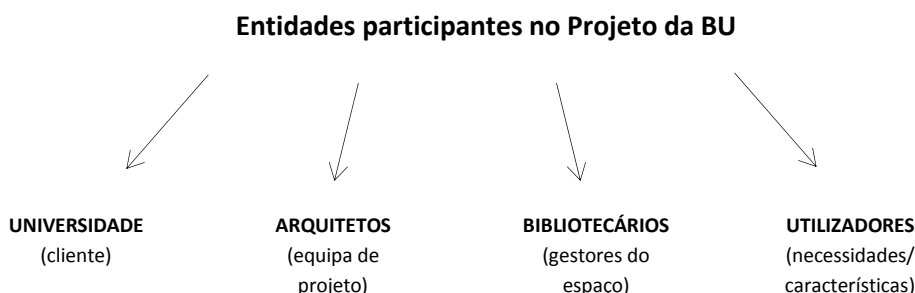 Entidades participantes no Projeto da BU
UNIVERSIDADE
(cliente)
ARQUITETOS
(equipa de
projeto)
BIBLIOTECÁRIOS
(gestores do
espaço)
UTILIZADORES
(necessidades/
características)